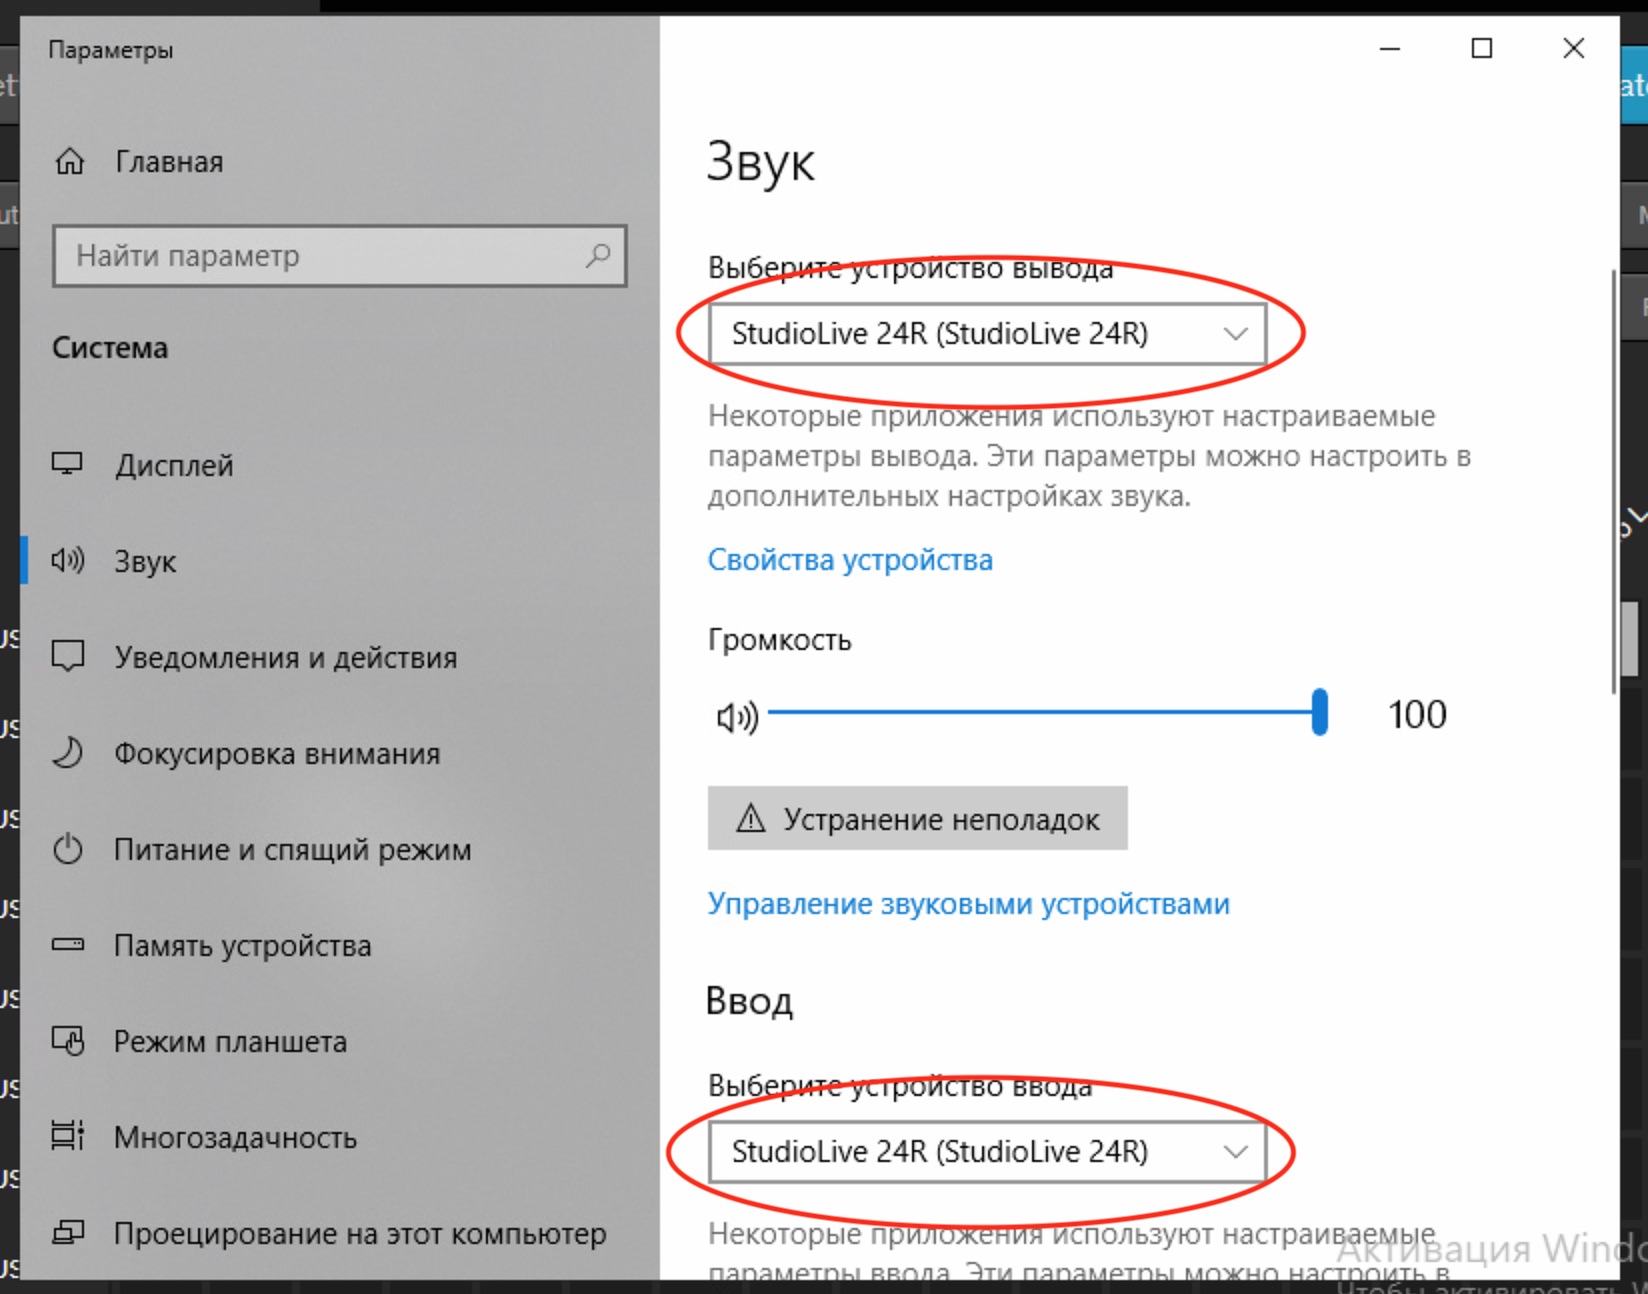 Параметры
Главная
Найти параметр
Система
Дисплей
Звук
Уведомления и действия
Фокусировка внимания
Питание и спящий режим
Память устройства
Режим планшета
Многозадачность
Проецирование на этот компьютер
Звук
Выберите устройство вывода
StudioLive 24R (StudioLive 24R)
Некоторые приложения используют настраиваемые
параметры вывода. Эти параметры можно настроить в
дополнительных настройках звука.
Свойства устройства
Громкость
100
Устранение неполадок
Управление звуковыми устройствами
Ввод
Выберите устройство ввода
StudioLive 24R (StudioLive 24R)
Некоторые приложения используют настраиваемые
параметры ввода. Эти параметры можно настроить в
Активация Windo
Чтобы активировать W